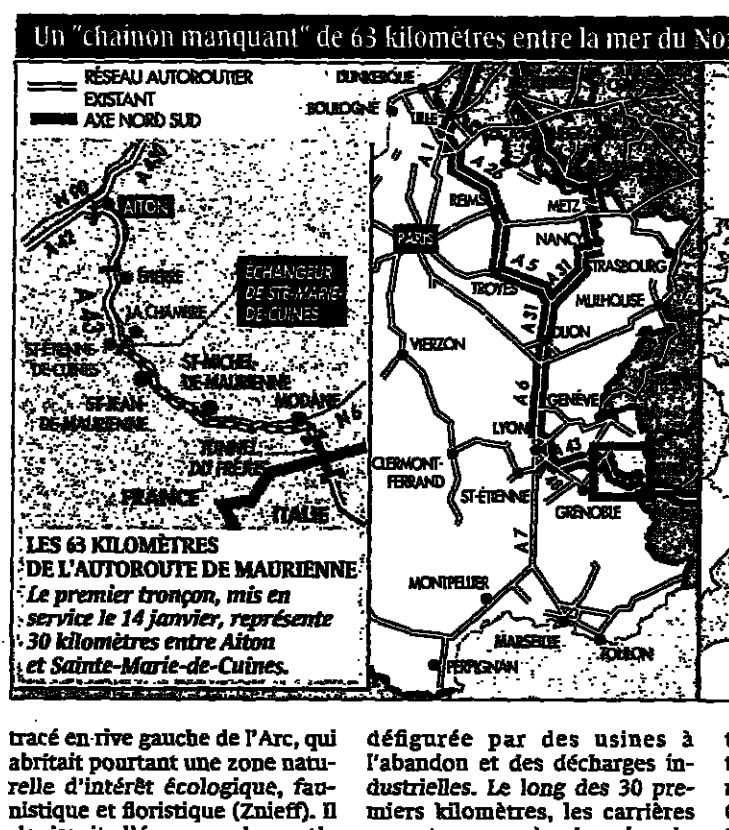 Un "chaînon manquant" de 63 kilomètres entre la mer du No
RÉSEAU AUTOROUTIER
EXISTANT
AXE NORD SUD
AITON
A 43
LA CHAMBRE
ECHANGEUR
DE STE-MARIE-
DE-CUINES
ST-ÉTIENNE-
DE-CUINES
ST-MICHEL-
DE-MAURIENNE
ST-JEAN-
DE-MAURIENNE
MODANE
N 6
TUNNEL
DU FRÉJUS
FRANCE
ITALIE
LES 63 KILOMÈTRES
DE L'AUTOROUTE DE MAURIENNE
Le premier tronçon, mis en
service le 14 janvier, représente
30 kilomètres entre Aiton
et Sainte-Marie-de-Cuines.
DUNKERQUE
BOULOGNE
LILLE
A 1
A 26
REIMS
METZ
PARIS
NANCY
A 5
A 31
STRASBOURG
TROYES
MULHOUSE
A 31
DIJON
VIERZON
A 6
GENÈVE
LYON
A 43
CLERMONT-
FERRAND
ST-ÉTIENNE
GRENOBLE
A 7
MONTPELLIER
MARSEILLE
TOULON
PERPIGNAN
tracé en rive gauche de l'Arc, qui
abritait pourtant une zone natu-
relle d'intérêt écologique, fau-
nistique et floristique (Znieff). Il
défigurée par des usines à
l'abandon et des décharges in-
dustrielles. Le long des 30 pre-
miers kilomètres, les carrières